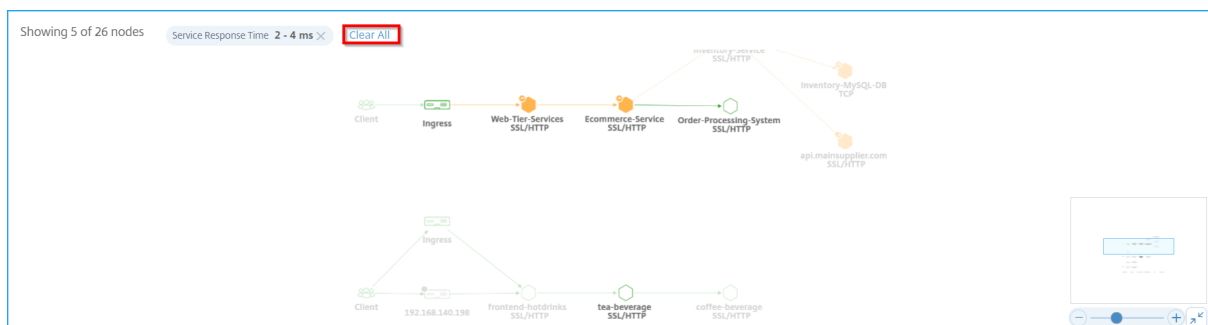 Showing 5 of 26 nodes
Service Response Time 2 - 4 ms
Clear All
Inventory-Service
SSL/HTTP
Inventory-MySQL-DB
TCP
Client
Ingress
Web-Tier-Services
SSL/HTTP
Ecommerce-Service
SSL/HTTP
Order-Processing-System
SSL/HTTP
api.mainsupplier.com
SSL/HTTP
Ingress
Client
192.168.140.198
frontend-hotdrinks
SSL/HTTP
tea-beverage
SSL/HTTP
coffee-beverage
SSL/HTTP